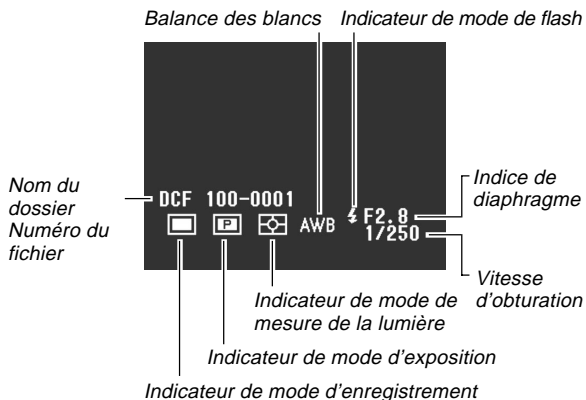 Balance des blancs
Indicateur de mode de flash
Nom du
dossier
Numéro du
fichier
DCF 100-0001
P
AWB
F2.8
1/250
Indice de
diaphragme
Vitesse
d'obturation
Indicateur de mode de
mesure de la lumière
Indicateur de mode d'exposition
Indicateur de mode d'enregistrement